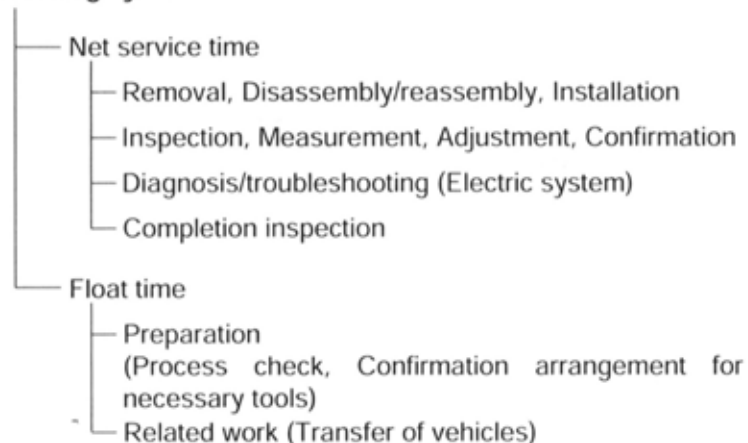 Net service time
Removal, Disassembly/reassembly, Installation
Inspection, Measurement, Adjustment, Confirmation
Diagnosis/troubleshooting (Electric system)
Completion inspection
Float time
Preparation
(Process check, Confirmation arrangement for
necessary tools)
Related work (Transfer of vehicles)